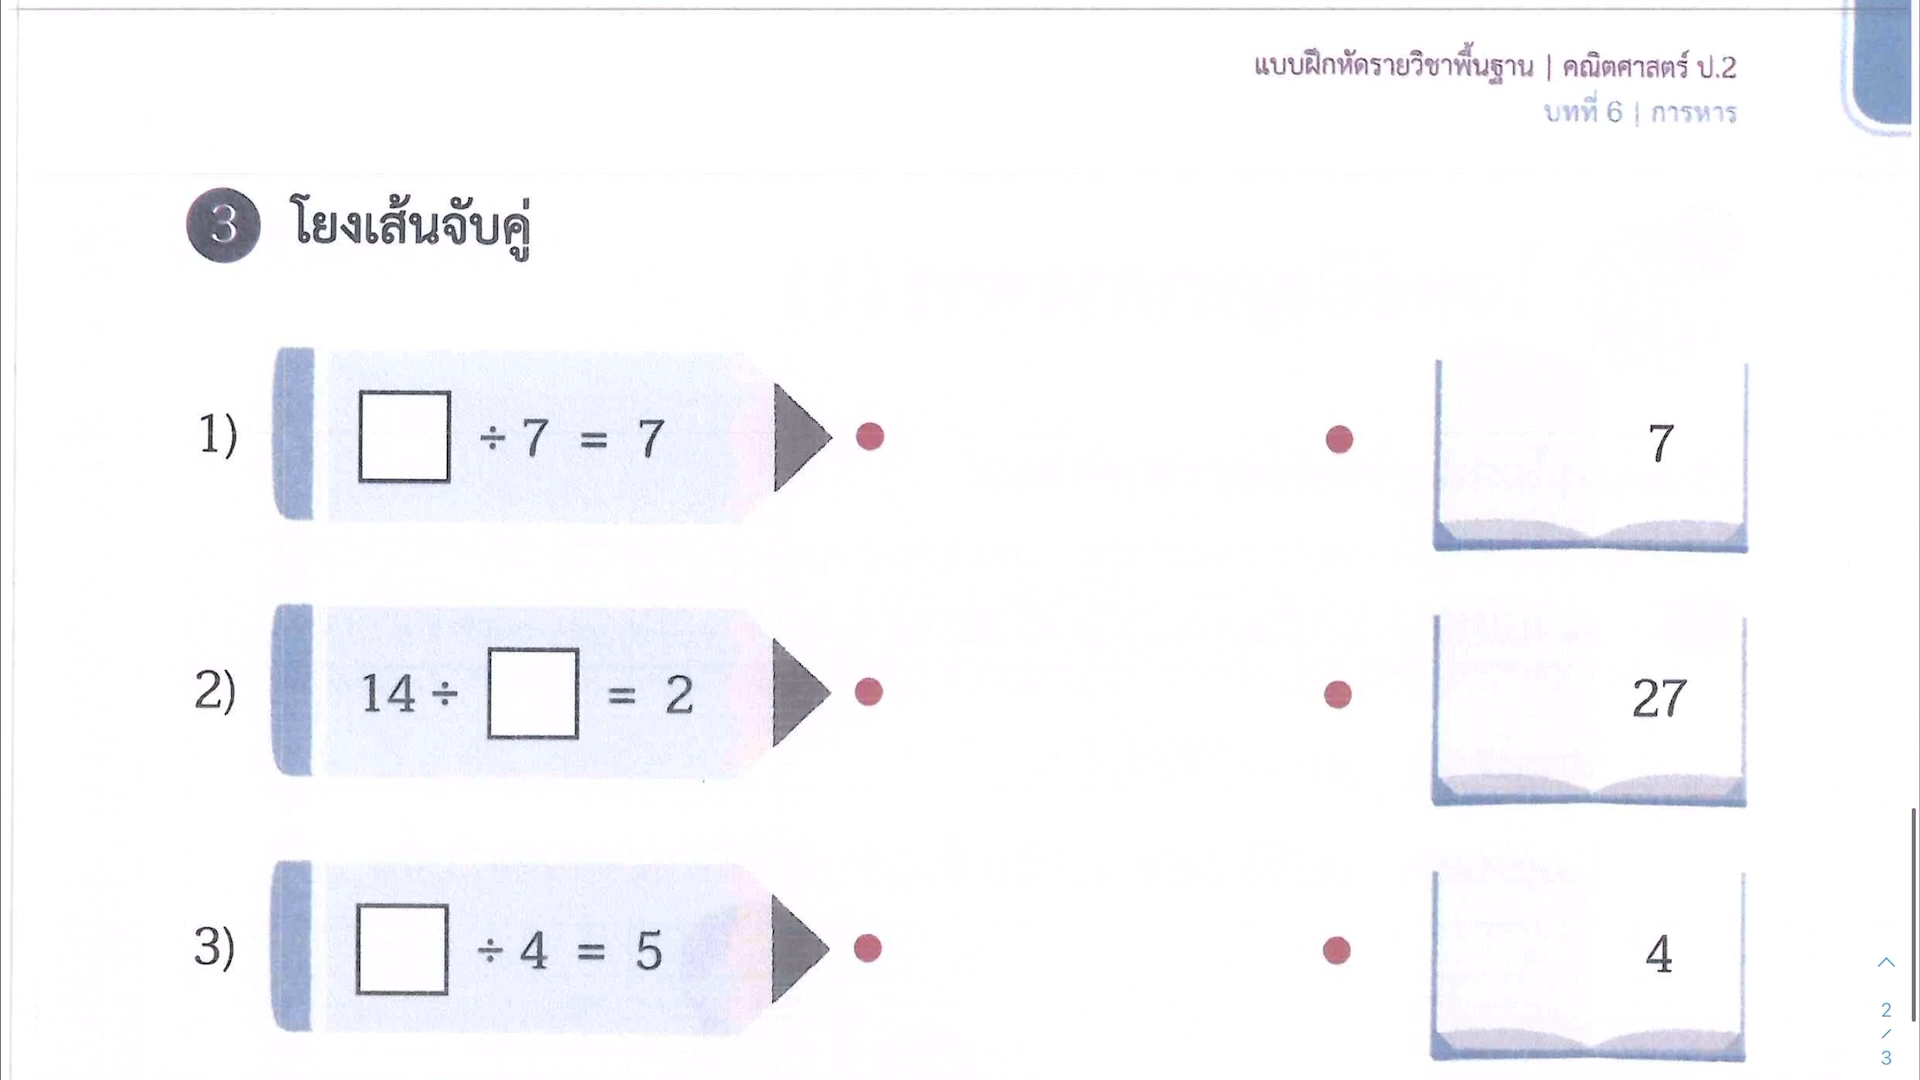 แบบฝึกหัดรายวิชาพื้นฐาน | คณิตศาสตร์ ป.2
บทที่ 6 | การหาร
3 โยงเส้นจับคู่
1) ÷ 7 = 7
7
2) 14 ÷ = 2
27
3) ÷ 4 = 5
4
2
/
3